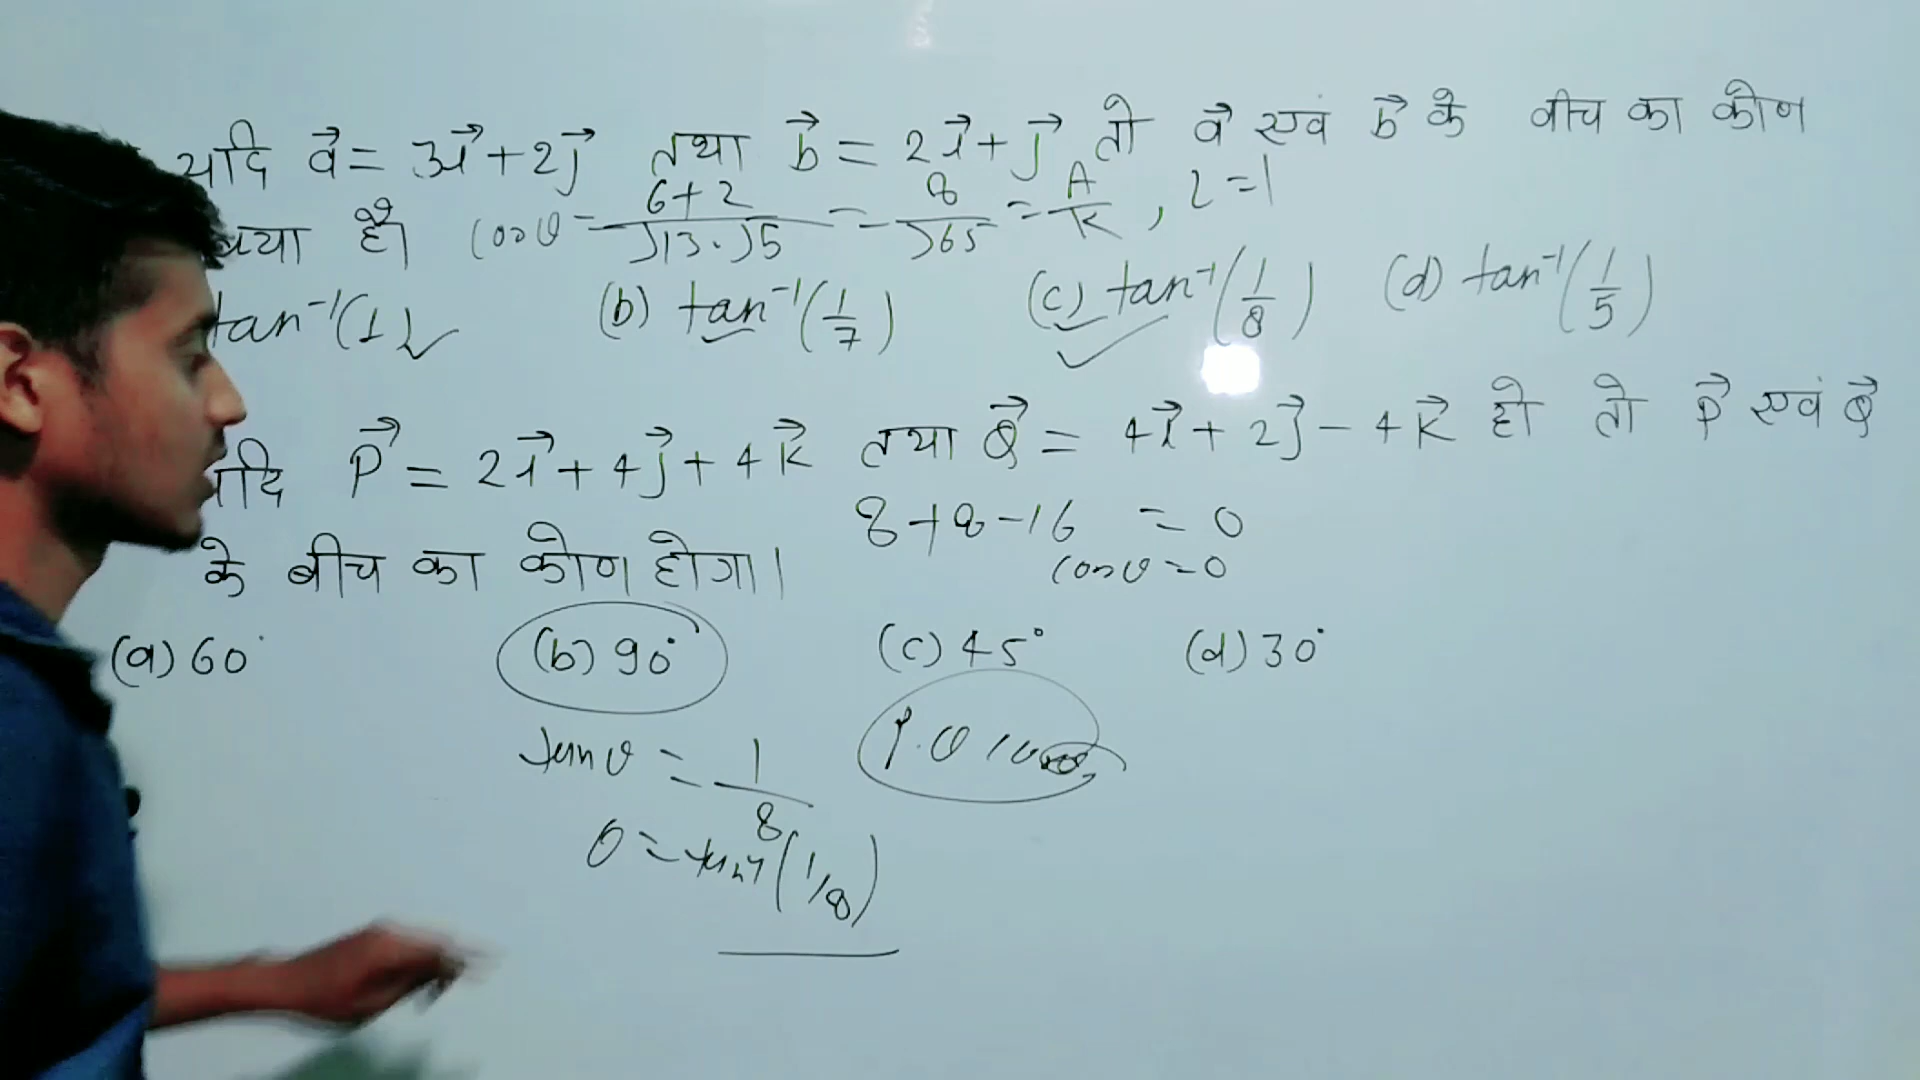 यदि a⃗ = 3i⃗ + 2j⃗ तथा b⃗ = 2i⃗ + j⃗ तो a⃗ एवं b⃗ के बीच का कोण
क्या है। cosθ = (6+2)/(√13·√5) = 8/√65 = A/K , L = 1
tan⁻¹(1) ✓ (b) tan⁻¹(1/7) (c) tan⁻¹(1/8) ✓ (d) tan⁻¹(1/5)
यदि P⃗ = 2i⃗ + 4j⃗ + 4k⃗ तथा Q⃗ = 4i⃗ + 2j⃗ - 4k⃗ हो तो P⃗ एवं Q⃗
8+8-16 = 0
के बीच का कोण होगा। cosθ = 0
(a) 60° (b) 90° (c) 45° (d) 30°
tanθ = 1/8
θ = tan⁻¹(1/8)